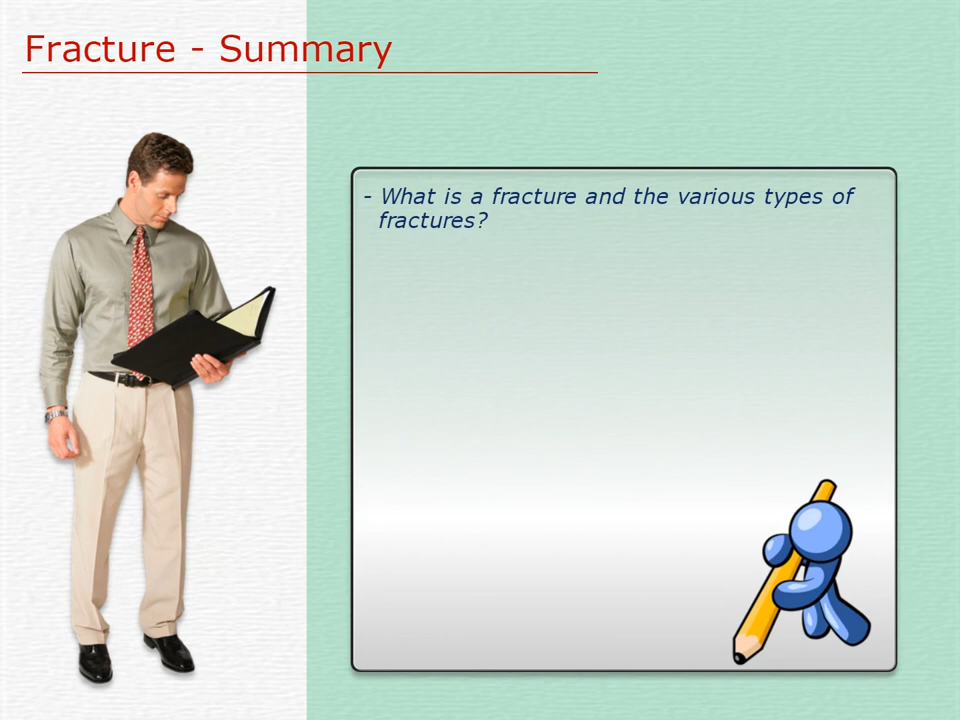 Fracture - Summary
- What is a fracture and the various types of
fractures?